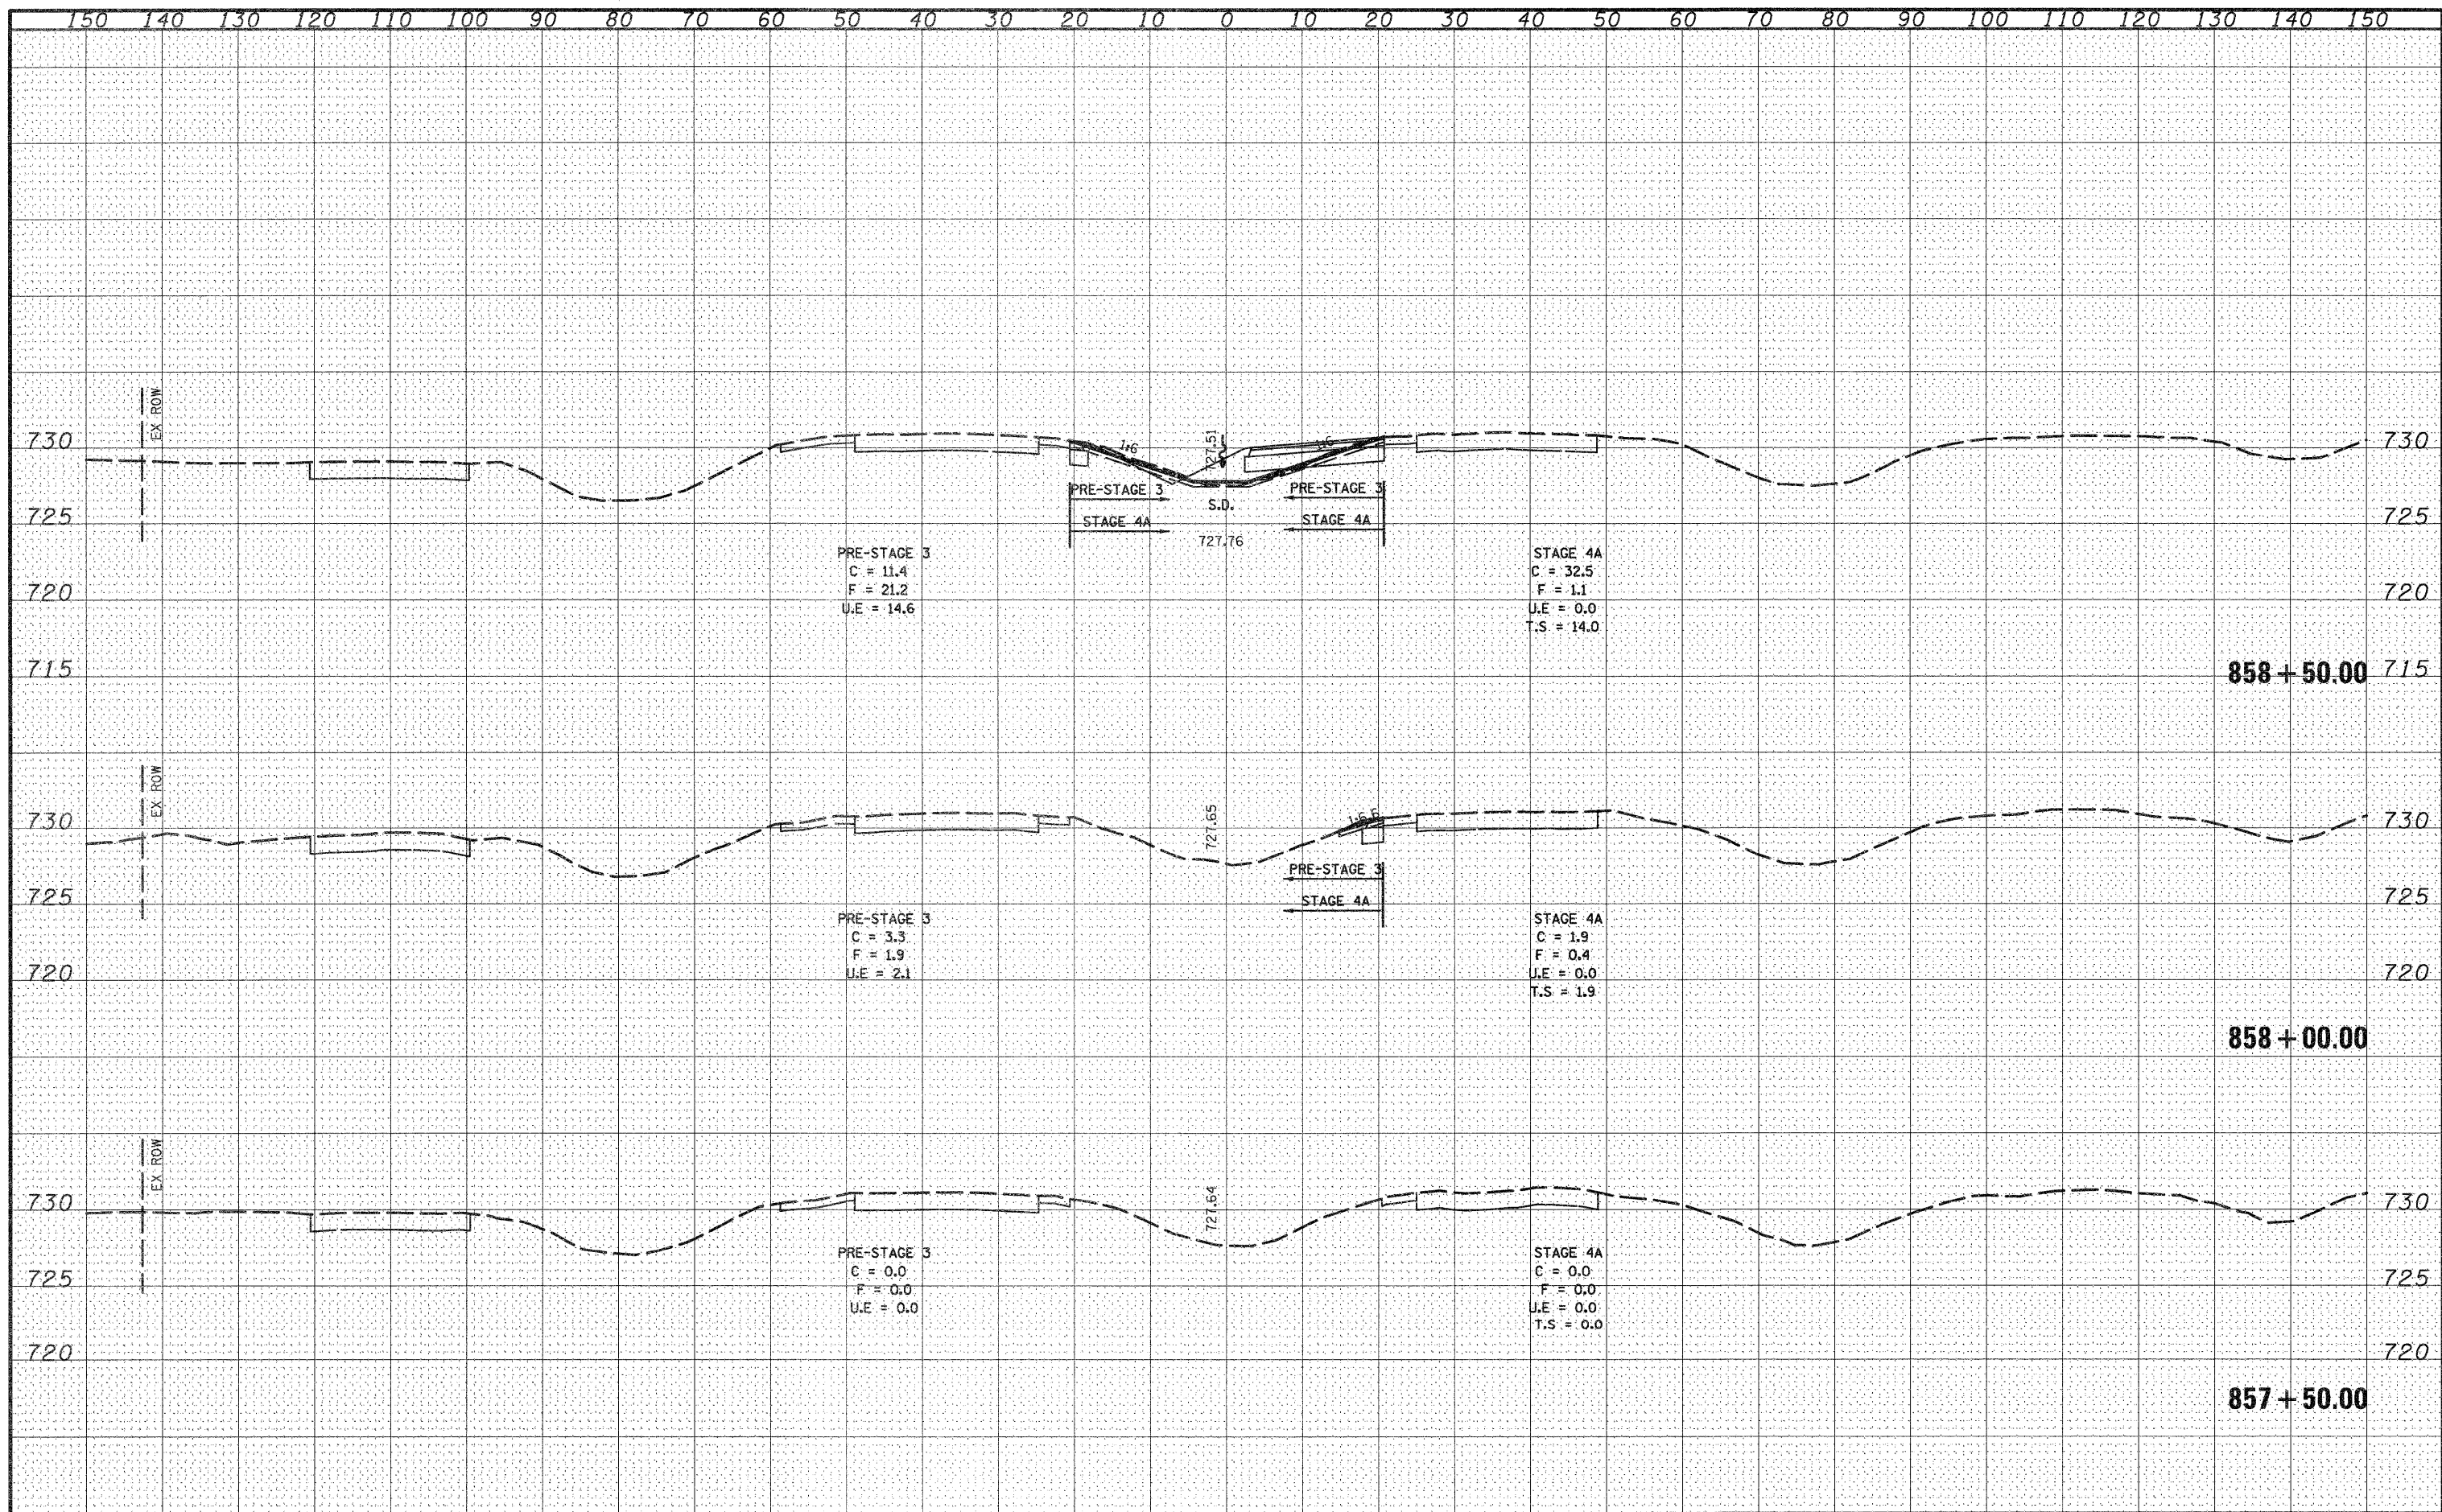 150 140 130 120 110 100 90 80 70 60 50 40 30 20 10 0 10 20 30 40 50 60 70 80 90 100 110 120 130 140 150
EX ROW
727.51
1:6
1:6
730 730
PRE-STAGE 3
PRE-STAGE 3
S.D.
725 725
STAGE 4A
STAGE 4A
727.76
PRE-STAGE 3
C = 11.4
F = 21.2
U.E = 14.6
STAGE 4A
C = 32.5
F = 1.1
U.E = 0.0
T.S = 14.0
720 720
715 715
858+50.00
EX ROW
727.65
730 730
PRE-STAGE 3
STAGE 4A
725 725
PRE-STAGE 3
C = 3.3
F = 1.9
U.E = 2.1
STAGE 4A
C = 1.9
F = 0.4
U.E = 0.0
T.S = 1.9
720 720
858+00.00
EX ROW
727.64
730 730
PRE-STAGE 3
C = 0.0
F = 0.0
U.E = 0.0
STAGE 4A
C = 0.0
F = 0.0
U.E = 0.0
T.S = 0.0
725 725
720 720
857+50.00